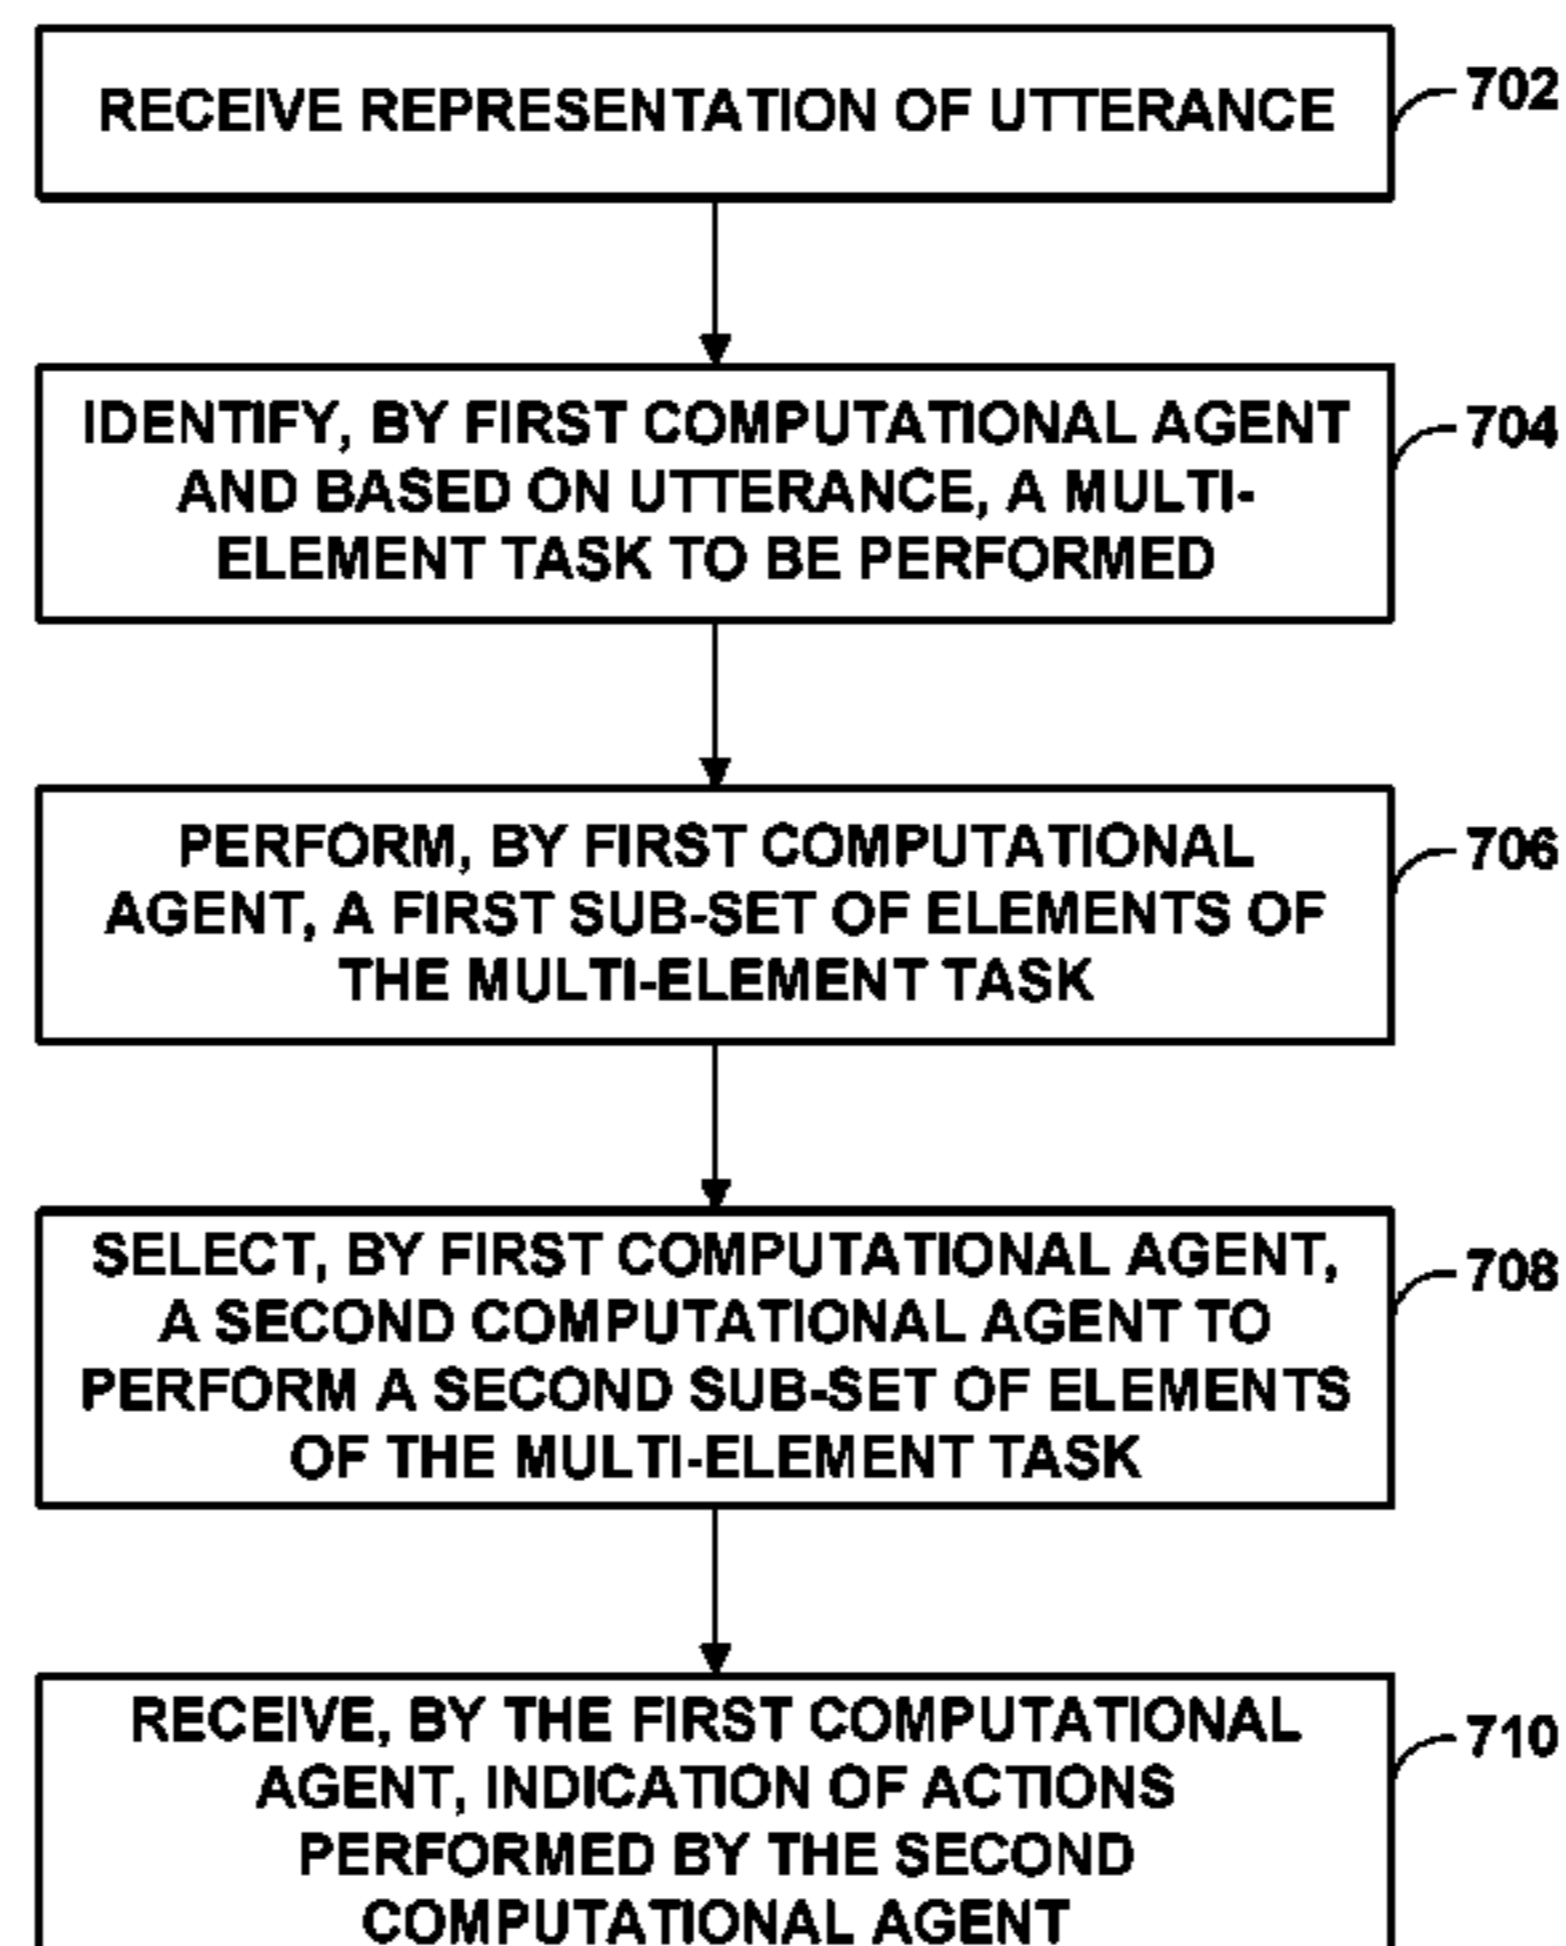 RECEIVE REPRESENTATION OF UTTERANCE
702
IDENTIFY, BY FIRST COMPUTATIONAL AGENT
AND BASED ON UTTERANCE, A MULTI-
ELEMENT TASK TO BE PERFORMED
704
PERFORM, BY FIRST COMPUTATIONAL
AGENT, A FIRST SUB-SET OF ELEMENTS OF
THE MULTI-ELEMENT TASK
706
SELECT, BY FIRST COMPUTATIONAL AGENT,
A SECOND COMPUTATIONAL AGENT TO
PERFORM A SECOND SUB-SET OF ELEMENTS
OF THE MULTI-ELEMENT TASK
708
RECEIVE, BY THE FIRST COMPUTATIONAL
AGENT, INDICATION OF ACTIONS
PERFORMED BY THE SECOND
COMPUTATIONAL AGENT
710